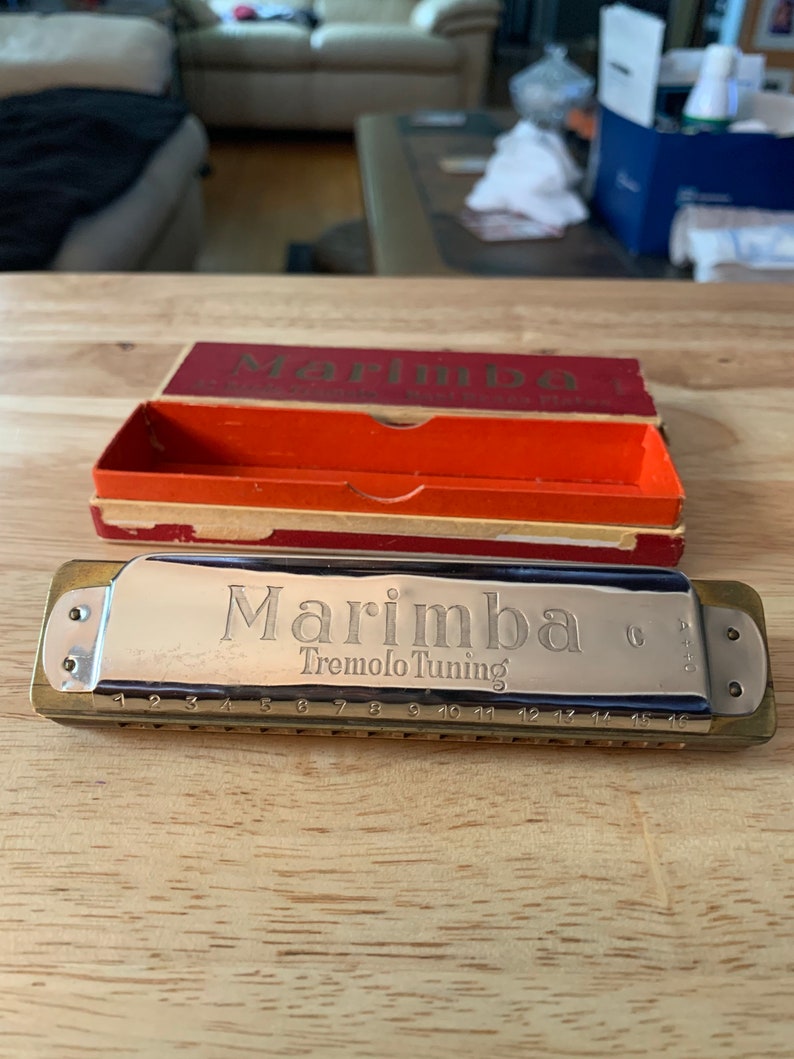 Marimba
Marimba C
Tremolo Tuning
1 2 3 4 5 6 7 8 9 10 11 12 13 14 15 16